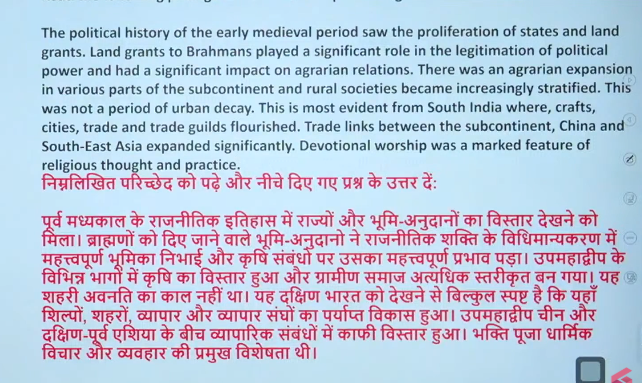 The political history of the early medieval period saw the proliferation of states and land
grants. Land grants to Brahmans played a significant role in the legitimation of political
power and had a significant impact on agrarian relations. There was an agrarian expansion
in various parts of the subcontinent and rural societies became increasingly stratified. This
was not a period of urban decay. This is most evident from South India where, crafts,
cities, trade and trade guilds flourished. Trade links between the subcontinent, China and
South-East Asia expanded significantly. Devotional worship was a marked feature of
religious thought and practice.
निम्नलिखित परिच्छेद को पढ़े और नीचे दिए गए प्रश्न के उत्तर दें:
पूर्व मध्यकाल के राजनीतिक इतिहास में राज्यों और भूमि-अनुदानों का विस्तार देखने को
मिला। ब्राह्मणों को दिए जाने वाले भूमि-अनुदानो ने राजनीतिक शक्ति के विधिमान्यकरण में
महत्त्वपूर्ण भूमिका निभाई और कृषि संबंधों पर उसका महत्त्वपूर्ण प्रभाव पड़ा। उपमहाद्वीप के
विभिन्न भागों में कृषि का विस्तार हुआ और ग्रामीण समाज अत्यधिक स्तरीकृत बन गया। यह
शहरी अवनति का काल नहीं था। यह दक्षिण भारत को देखने से बिल्कुल स्पष्ट है कि यहाँ
शिल्पों, शहरों, व्यापार और व्यापार संघों का पर्याप्त विकास हुआ। उपमहाद्वीप चीन और
दक्षिण-पूर्व एशिया के बीच व्यापारिक संबंधों में काफी विस्तार हुआ। भक्ति पूजा धार्मिक
विचार और व्यवहार की प्रमुख विशेषता थी।